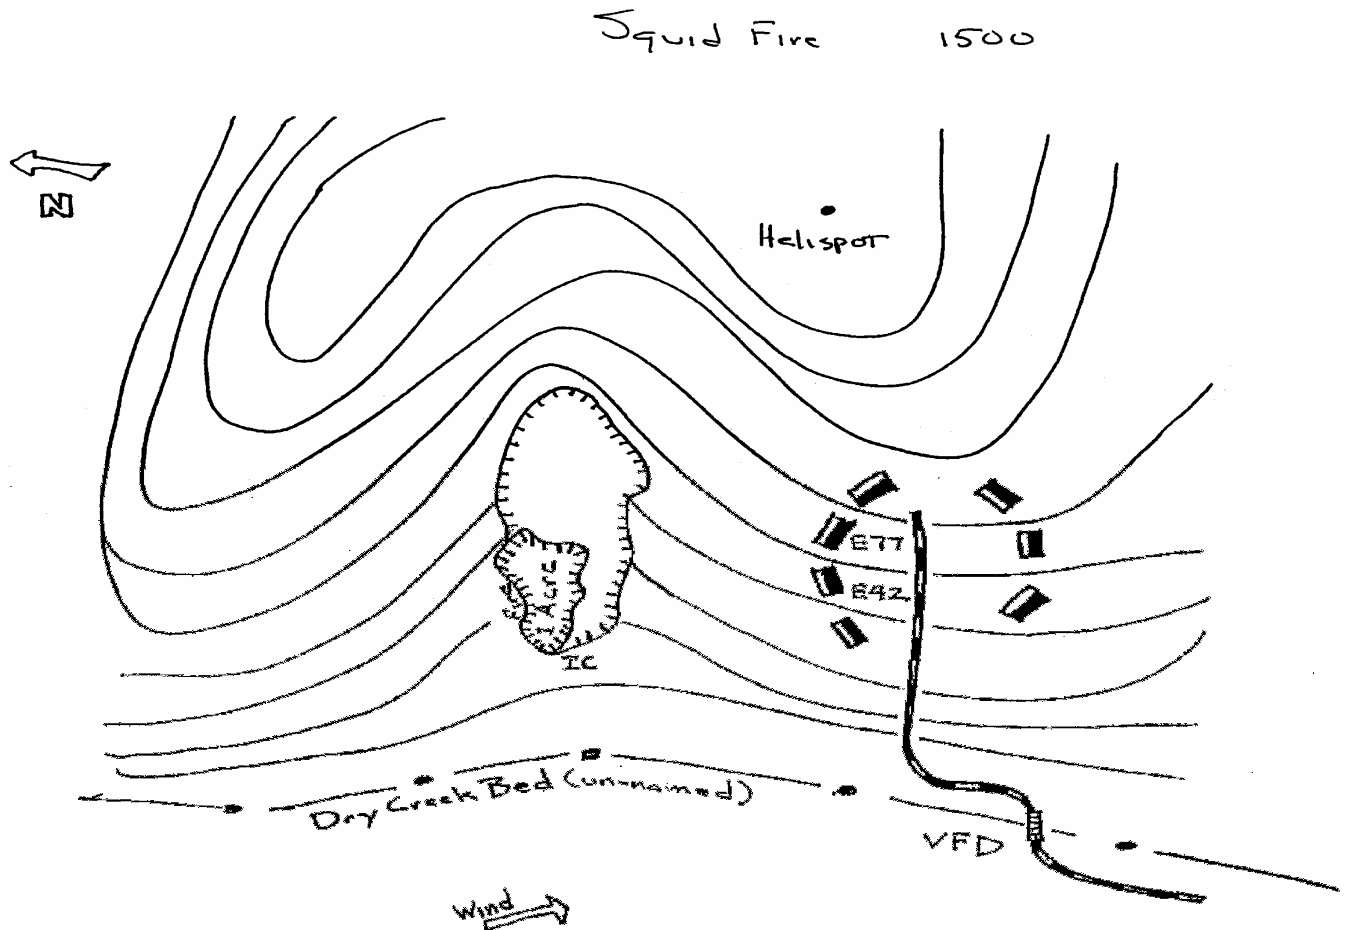 Squid Fire 1500
N
Helispot
E77
E42
1 Acre
IC
Dry Creek Bed (un-named)
VFD
Wind